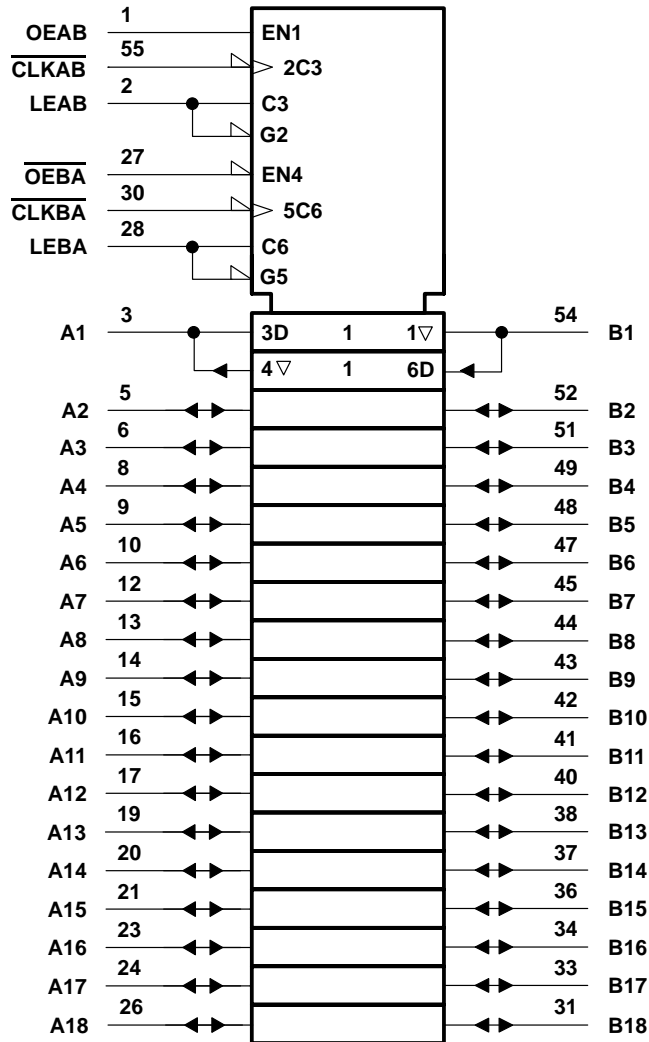 1
OEAB EN1
55
CLKAB 2C3
2
LEAB C3
G2
27
OEBA EN4
30
CLKBA 5C6
28
LEBA C6
G5
3 54
A1 3D 1 1▽ B1
4▽ 1 6D
5 52
A2 B2
6 51
A3 B3
8 49
A4 B4
9 48
A5 B5
10 47
A6 B6
12 45
A7 B7
13 44
A8 B8
14 43
A9 B9
15 42
A10 B10
16 41
A11 B11
17 40
A12 B12
19 38
A13 B13
20 37
A14 B14
21 36
A15 B15
23 34
A16 B16
24 33
A17 B17
26 31
A18 B18